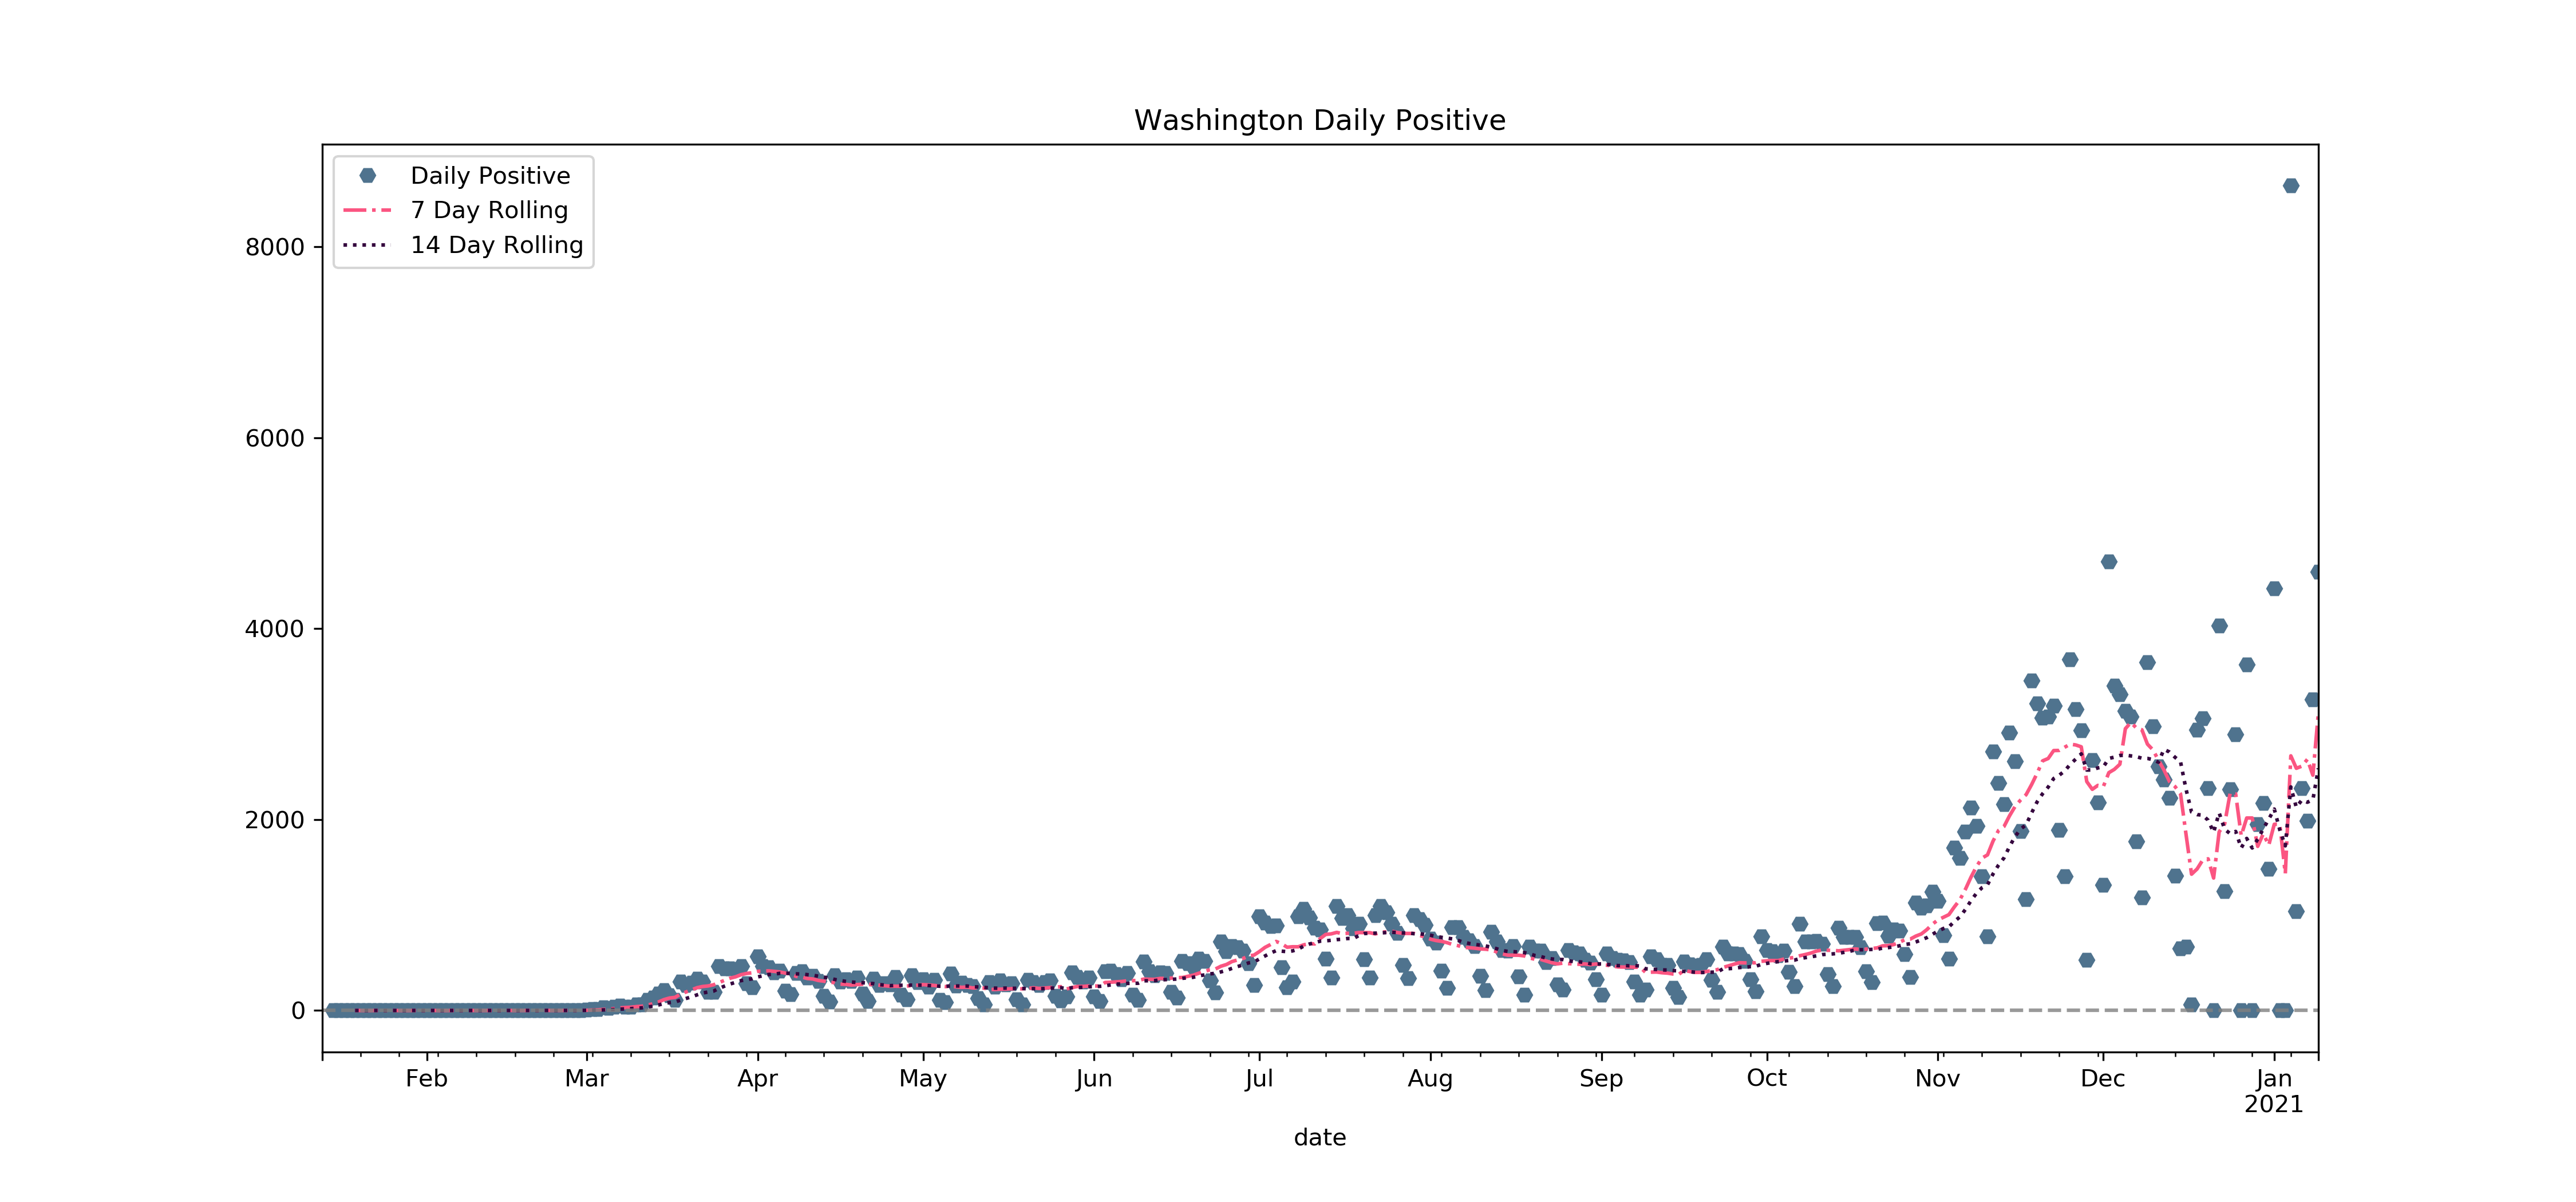 Washington Daily Positive
Daily Positive
7 Day Rolling
14 Day Rolling
8000
6000
4000
2000
0
Feb Mar Apr May Jun Jul Aug Sep Oct Nov Dec Jan
2021
date